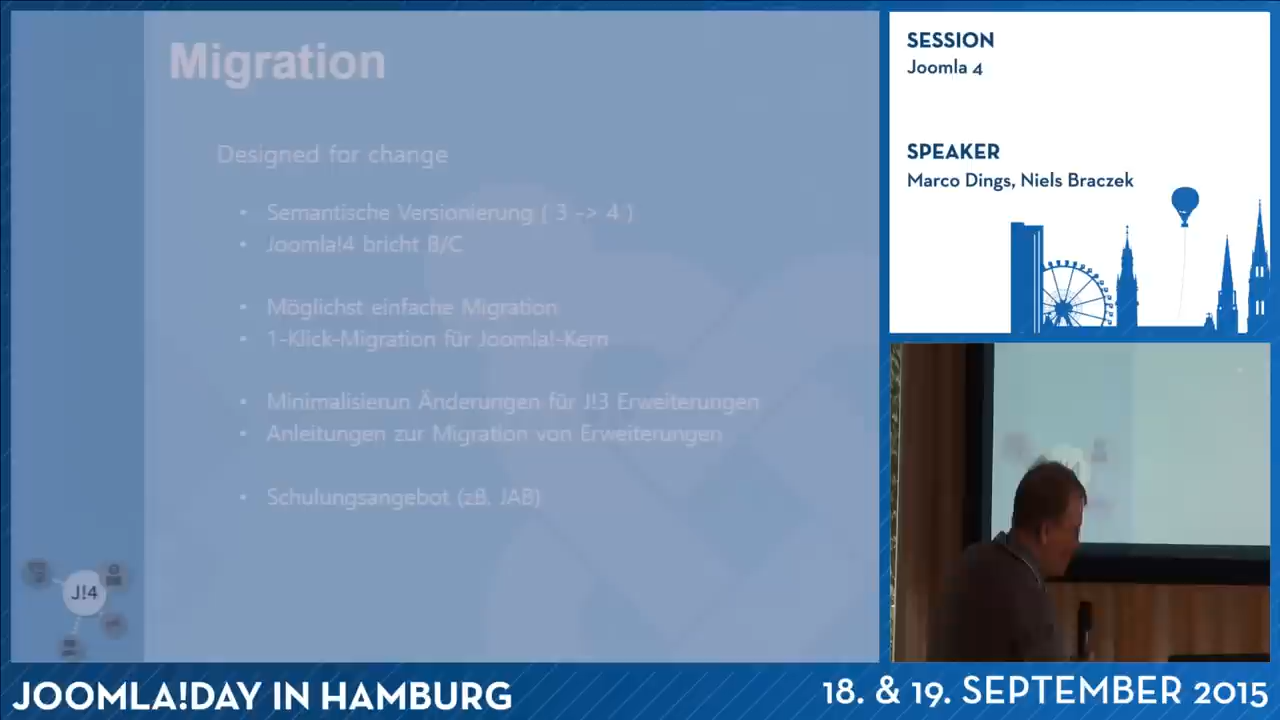 Migration
Designed for change
• Semantische Versionierung ( 3 -> 4 )
• Joomla!4 bricht B/C
• Möglichst einfache Migration
• 1-Klick-Migration für Joomla!-Kern
• Minimalisierun Änderungen für J!3 Erweiterungen
• Anleitungen zur Migration von Erweiterungen
• Schulungsangebot (zB. JAB)
J!4
SESSION
Joomla 4
SPEAKER
Marco Dings, Niels Braczek
JOOMLA!DAY IN HAMBURG
18. & 19. SEPTEMBER 2015